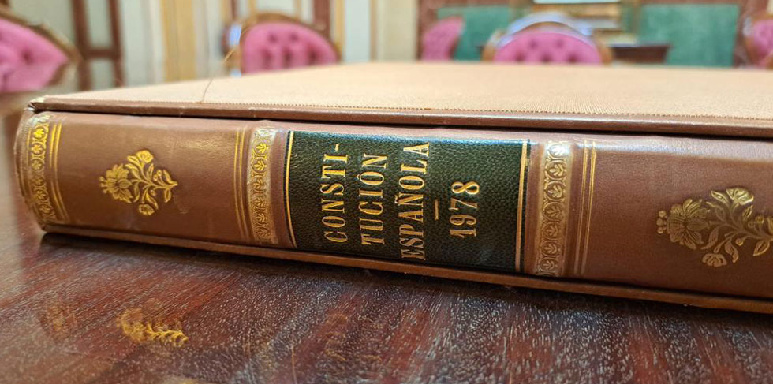 CONSTI-
TUCIÓN
ESPAÑOLA
1978